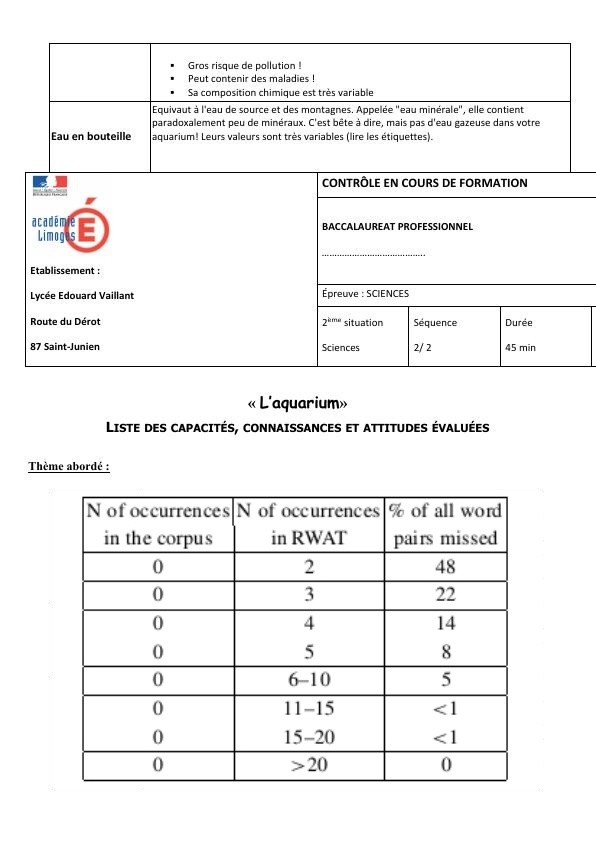 ▪ Gros risque de pollution !
▪ Peut contenir des maladies !
▪ Sa composition chimique est très variable
Eau en bouteille
Equivaut à l'eau de source et des montagnes. Appelée "eau minérale", elle contient
paradoxalement peu de minéraux. C'est bête à dire, mais pas d'eau gazeuse dans votre
aquarium! Leurs valeurs sont très variables (lire les étiquettes).
académie
Limoges
É
Etablissement :
Lycée Edouard Vaillant
Route du Dérot
87 Saint-Junien
CONTRÔLE EN COURS DE FORMATION
BACCALAUREAT PROFESSIONNEL
…………………………………..
Épreuve : SCIENCES
2ème situation Séquence Durée
Sciences 2/ 2 45 min
« L'aquarium»
LISTE DES CAPACITÉS, CONNAISSANCES ET ATTITUDES ÉVALUÉES
Thème abordé :
N of occurrences N of occurrences % of all word
in the corpus in RWAT pairs missed
0 2 48
0 3 22
0 4 14
0 5 8
0 6–10 5
0 11–15 <1
0 15–20 <1
0 >20 0